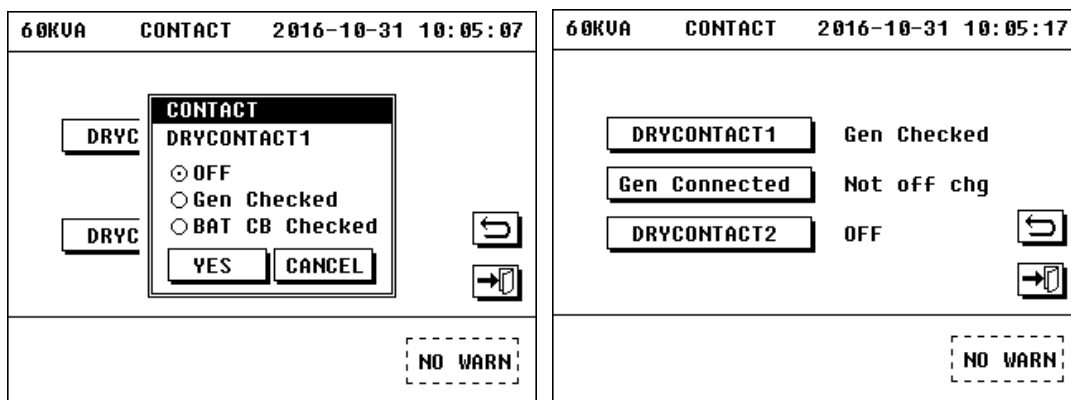 60KVA CONTACT 2016-10-31 10:05:07
DRYC
DRYC
CONTACT
DRYCONTACT1
OFF
Gen Checked
BAT CB Checked
YES CANCEL
NO WARN
60KVA CONTACT 2016-10-31 10:05:17
DRYCONTACT1 Gen Checked
Gen Connected Not off chg
DRYCONTACT2 OFF
NO WARN